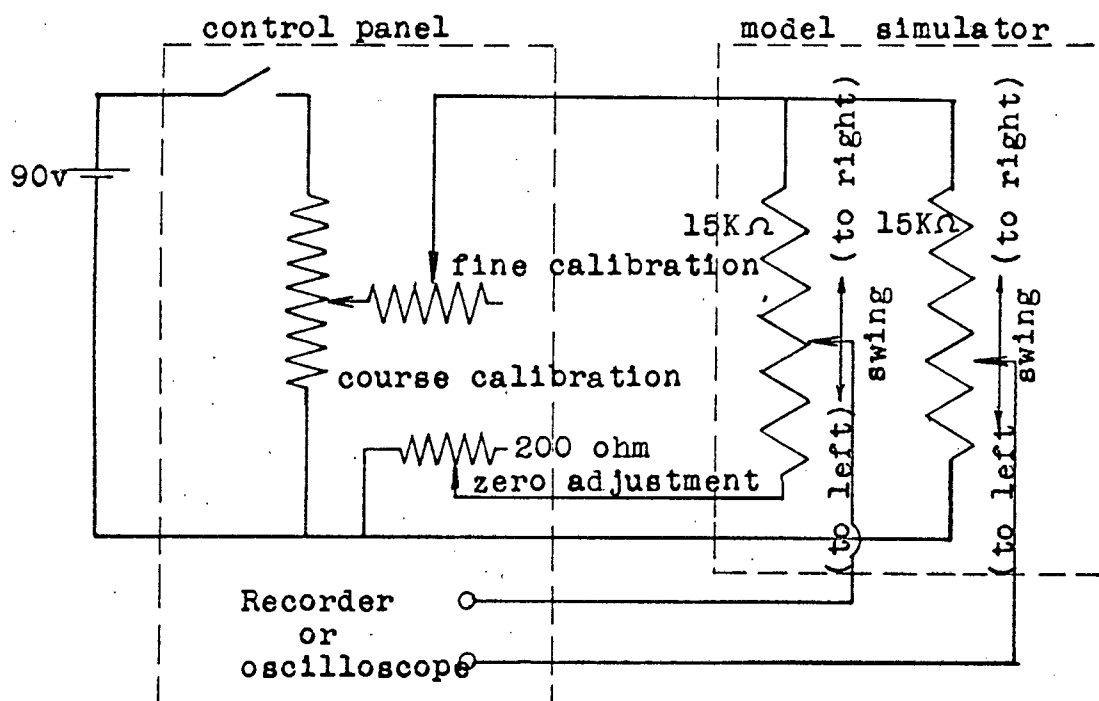 control panel
model simulator
90v
15KΩ
15KΩ
(to right)
swing
(to left)
(to right)
swing
(to left
fine calibration
course calibration
200 ohm
zero adjustment
Recorder
or
oscilloscope